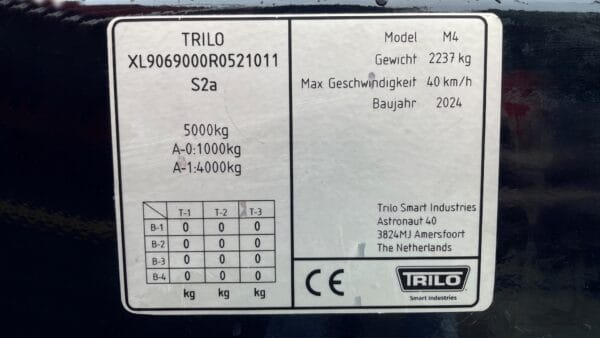 TRILO
XL9069000R0521011
S2a
5000kg
A-0:1000kg
A-1:4000kg
T-1 T-2 T-3
B-1 0 0 0
B-2 0 0 0
B-3 0 0 0
B-4 0 0 0
kg kg kg
Model M4
Gewicht 2237 kg
Max Geschwindigkeit 40 km/h
Baujahr 2024
Trilo Smart Industries
Astronaut 40
3824MJ Amersfoort
The Netherlands
CE
TRILO
Smart Industries